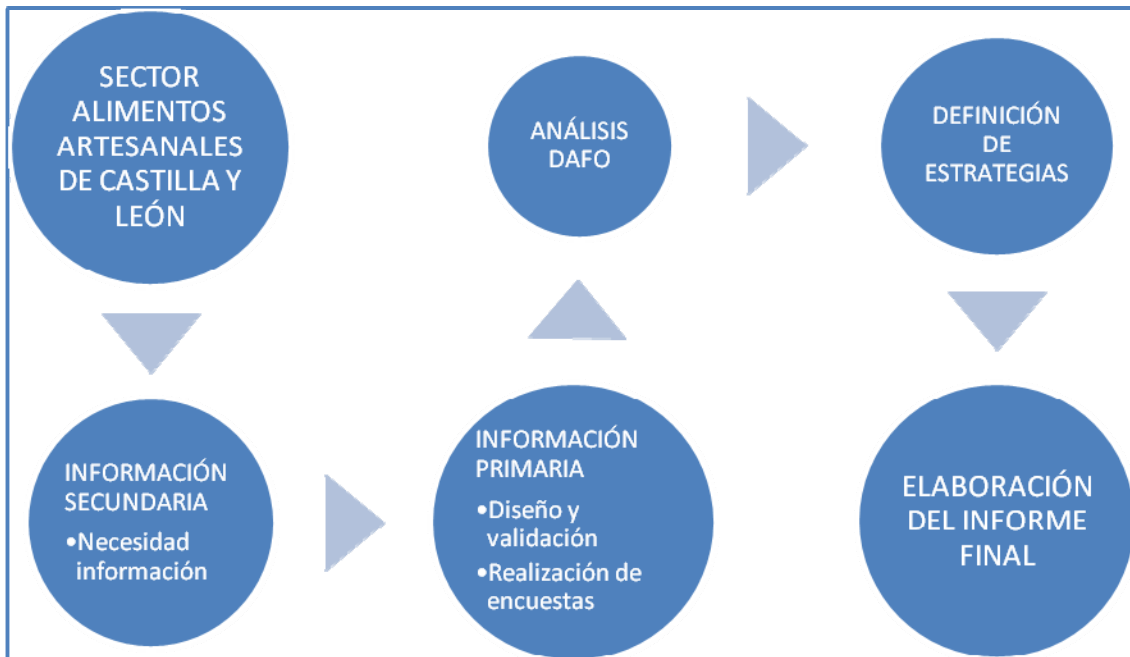 SECTOR
ALIMENTOS
ARTESANALES
DE CASTILLA Y
LEÓN
INFORMACIÓN
SECUNDARIA
•Necesidad
información
INFORMACIÓN
PRIMARIA
•Diseño y
validación
•Realización de
encuestas
ANÁLISIS
DAFO
DEFINICIÓN
DE
ESTRATEGIAS
ELABORACIÓN
DEL INFORME
FINAL